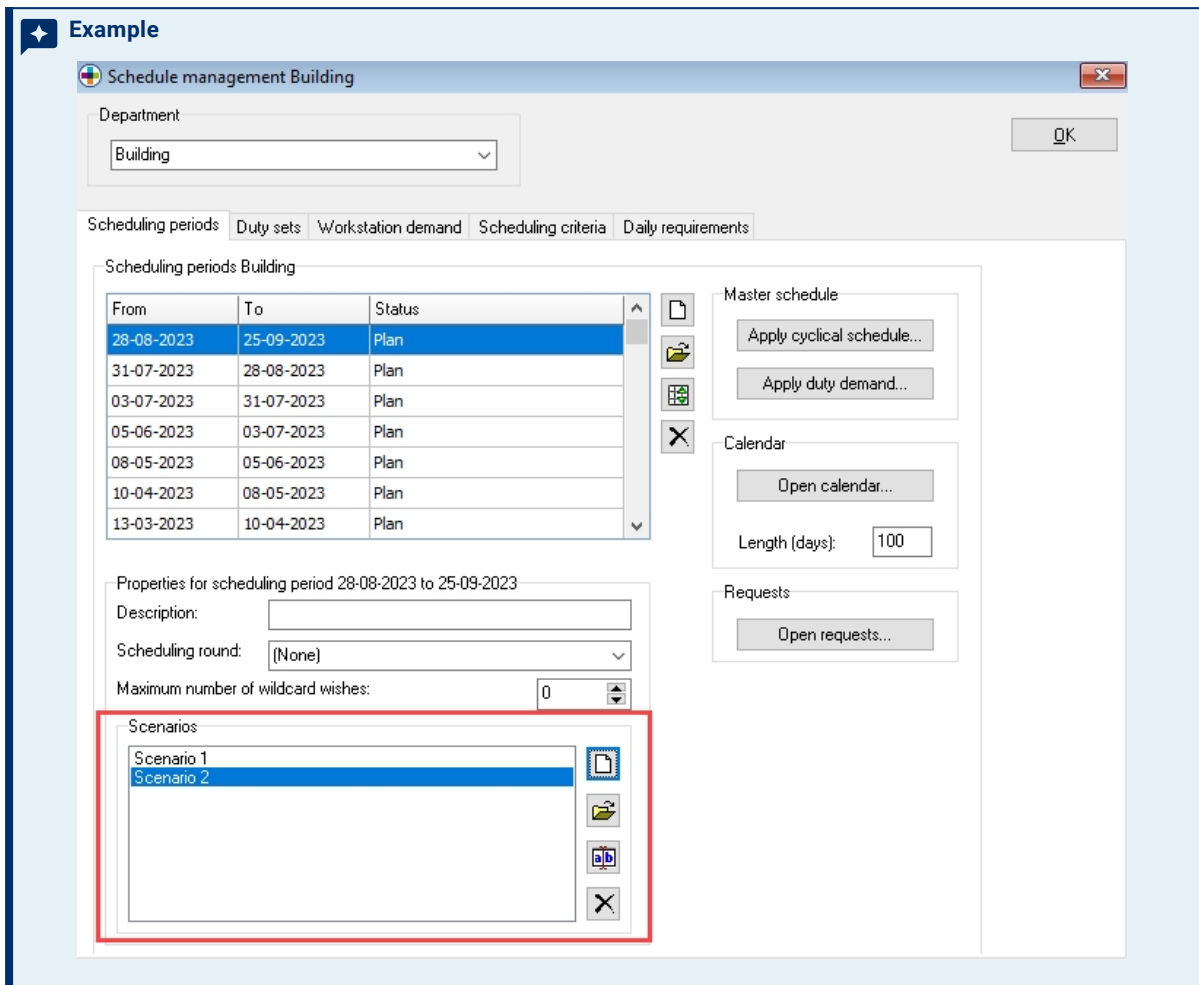 Example
Schedule management Building
Department
Building
OK
Scheduling periods Duty sets Workstation demand Scheduling criteria Daily requirements
Scheduling periods Building
From To Status
28-08-2023 25-09-2023 Plan
31-07-2023 28-08-2023 Plan
03-07-2023 31-07-2023 Plan
05-06-2023 03-07-2023 Plan
08-05-2023 05-06-2023 Plan
10-04-2023 08-05-2023 Plan
13-03-2023 10-04-2023 Plan
Master schedule
Apply cyclical schedule...
Apply duty demand...
Calendar
Open calendar...
Length (days): 100
Requests
Open requests...
Properties for scheduling period 28-08-2023 to 25-09-2023
Description:
Scheduling round: (None)
Maximum number of wildcard wishes: 0
Scenarios
Scenario 1
Scenario 2
ab